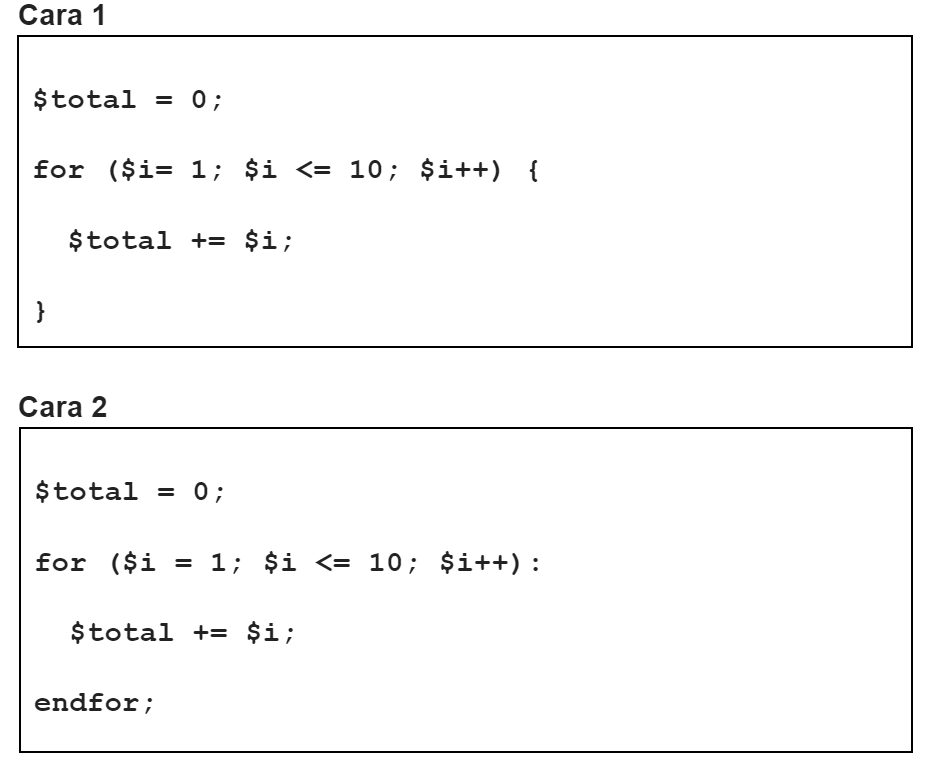 Cara 1
$total = 0;
for ($i= 1; $i <= 10; $i++) {
  $total += $i;
}
Cara 2
$total = 0;
for ($i = 1; $i <= 10; $i++):
  $total += $i;
endfor;